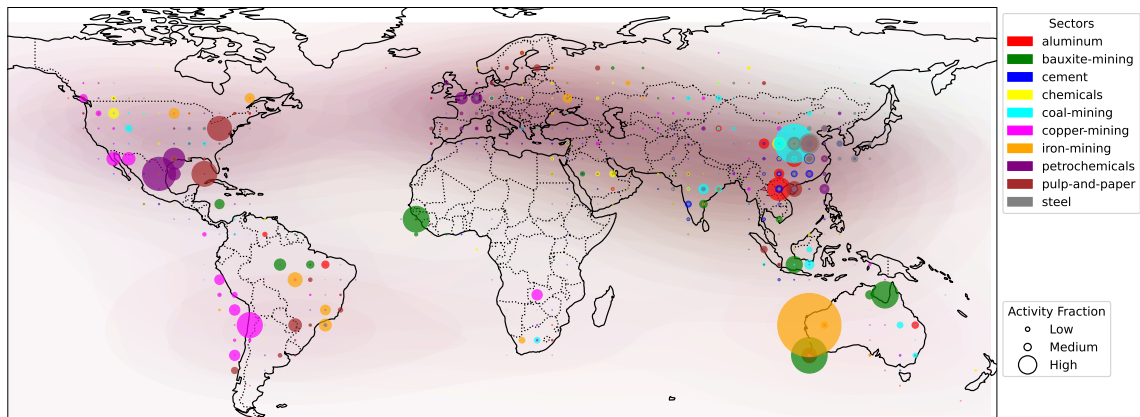 Sectors
aluminum
bauxite-mining
cement
chemicals
coal-mining
copper-mining
iron-mining
petrochemicals
pulp-and-paper
steel
Activity Fraction
Low
Medium
High